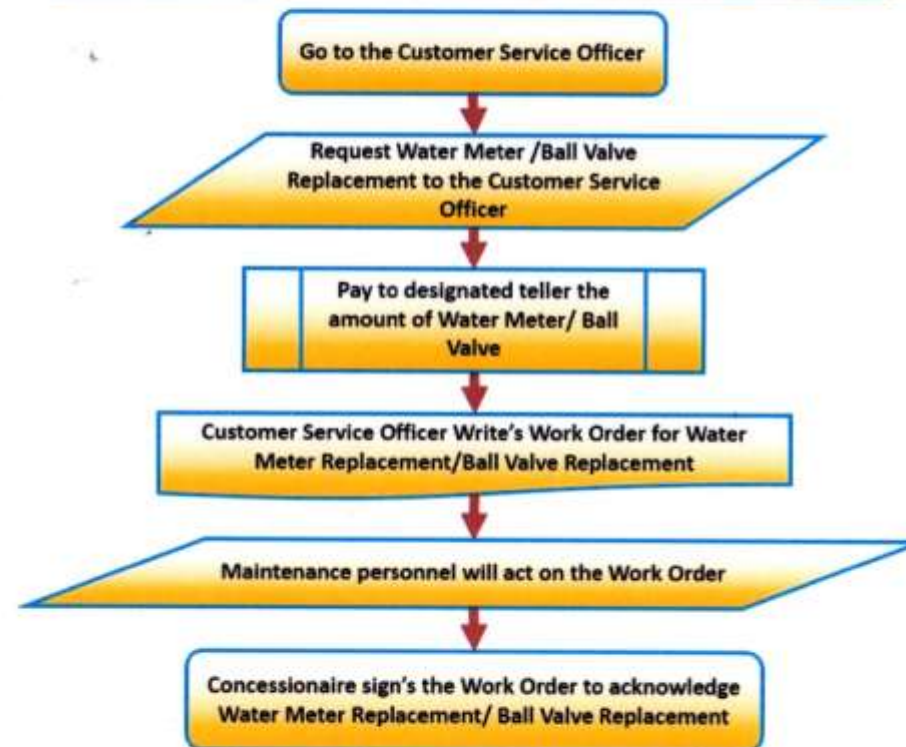 Go to the Customer Service Officer
Request Water Meter /Ball Valve
Replacement to the Customer Service
Officer
Pay to designated teller the
amount of Water Meter/ Ball
Valve
Customer Service Officer Write's Work Order for Water
Meter Replacement/Ball Valve Replacement
Maintenance personnel will act on the Work Order
Concessionaire sign's the Work Order to acknowledge
Water Meter Replacement/ Ball Valve Replacement